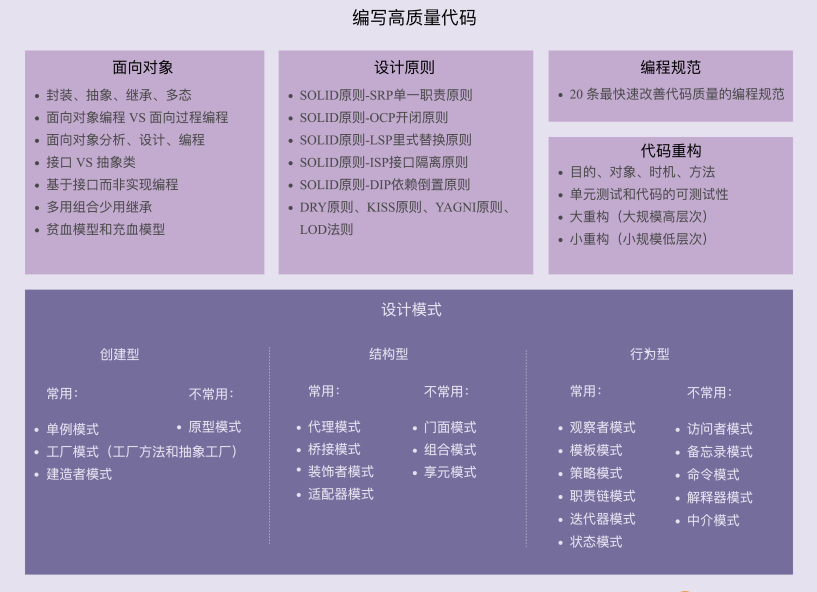 编写高质量代码
面向对象
封装、抽象、继承、多态
面向对象编程 VS 面向过程编程
面向对象分析、设计、编程
接口 VS 抽象类
基于接口而非实现编程
多用组合少用继承
贫血模型和充血模型
设计原则
SOLID原则-SRP单一职责原则
SOLID原则-OCP开闭原则
SOLID原则-LSP里式替换原则
SOLID原则-ISP接口隔离原则
SOLID原则-DIP依赖倒置原则
DRY原则、KISS原则、YAGNI原则、
LOD法则
编程规范
20 条最快速改善代码质量的编程规范
代码重构
目的、对象、时机、方法
单元测试和代码的可测试性
大重构（大规模高层次）
小重构（小规模低层次）
设计模式
创建型
常用：
单例模式
工厂模式（工厂方法和抽象工厂）
建造者模式
不常用：
原型模式
结构型
常用：
代理模式
桥接模式
装饰者模式
适配器模式
不常用：
门面模式
组合模式
享元模式
行为型
常用：
观察者模式
模板模式
策略模式
职责链模式
迭代器模式
状态模式
不常用：
访问者模式
备忘录模式
命令模式
解释器模式
中介模式